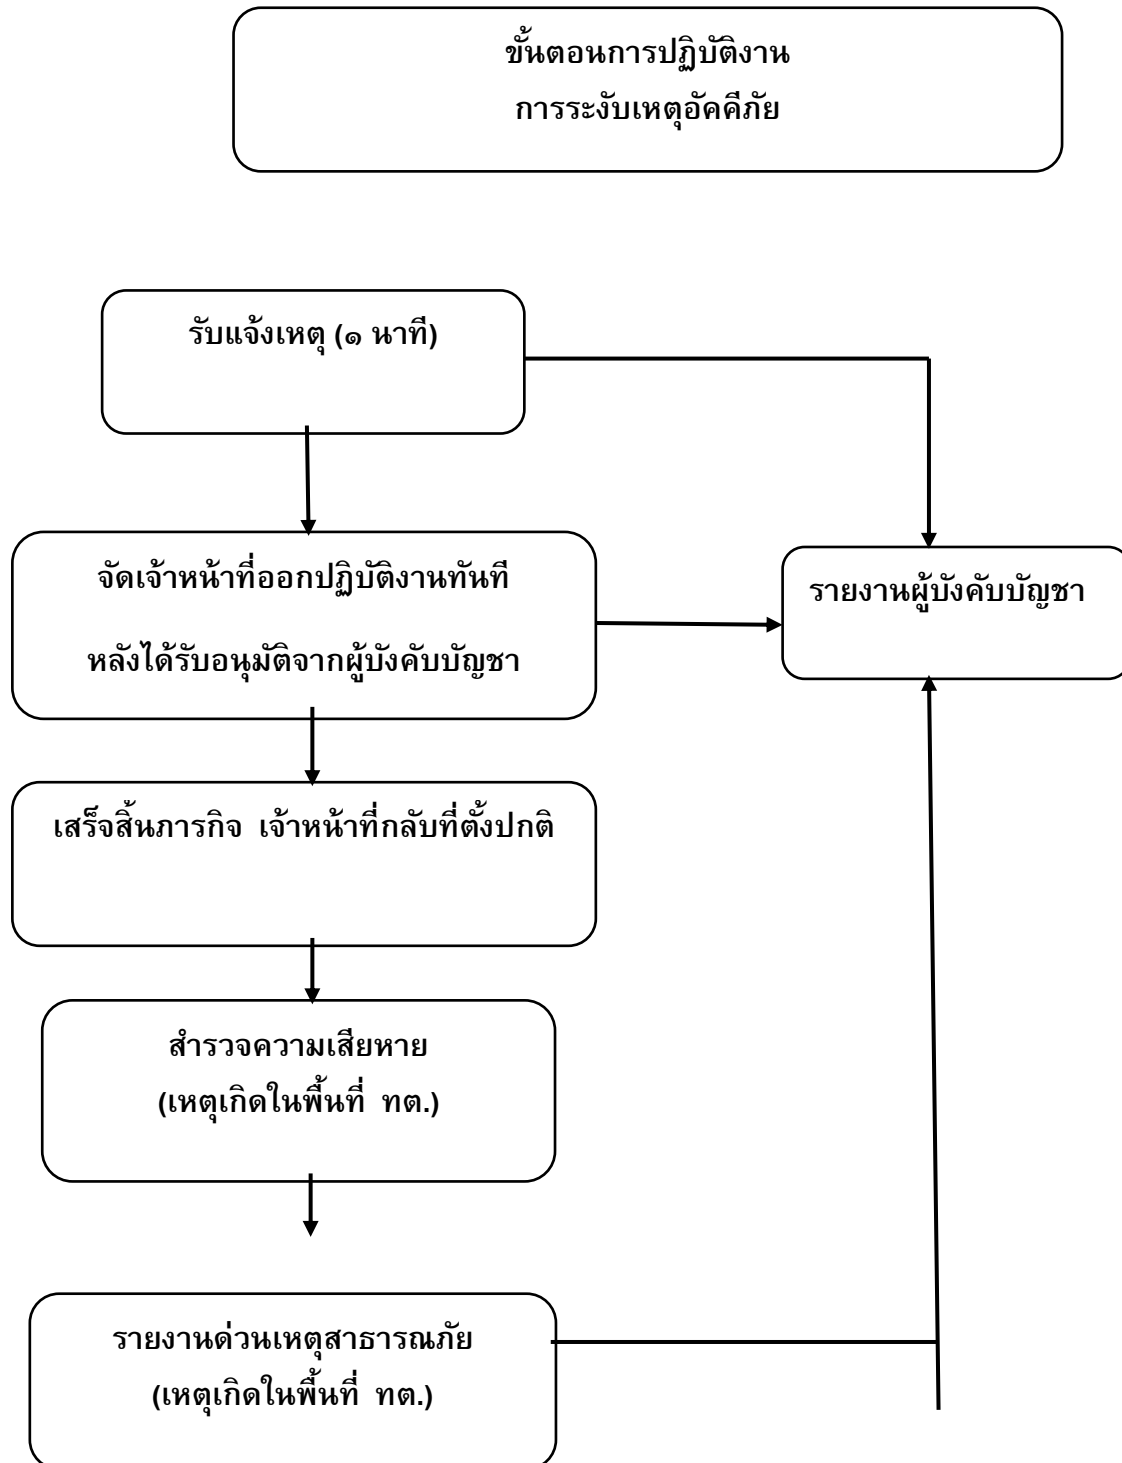 ขั้นตอนการปฏิบัติงาน
การระงับเหตุอัคคีภัย
รับแจ้งเหตุ (๑ นาที)
จัดเจ้าหน้าที่ออกปฏิบัติงานทันที
หลังได้รับอนุมัติจากผู้บังคับบัญชา
รายงานผู้บังคับบัญชา
เสร็จสิ้นภารกิจ เจ้าหน้าที่กลับที่ตั้งปกติ
สำรวจความเสียหาย
(เหตุเกิดในพื้นที่ ทต.)
รายงานด่วนเหตุสาธารณภัย
(เหตุเกิดในพื้นที่ ทต.)